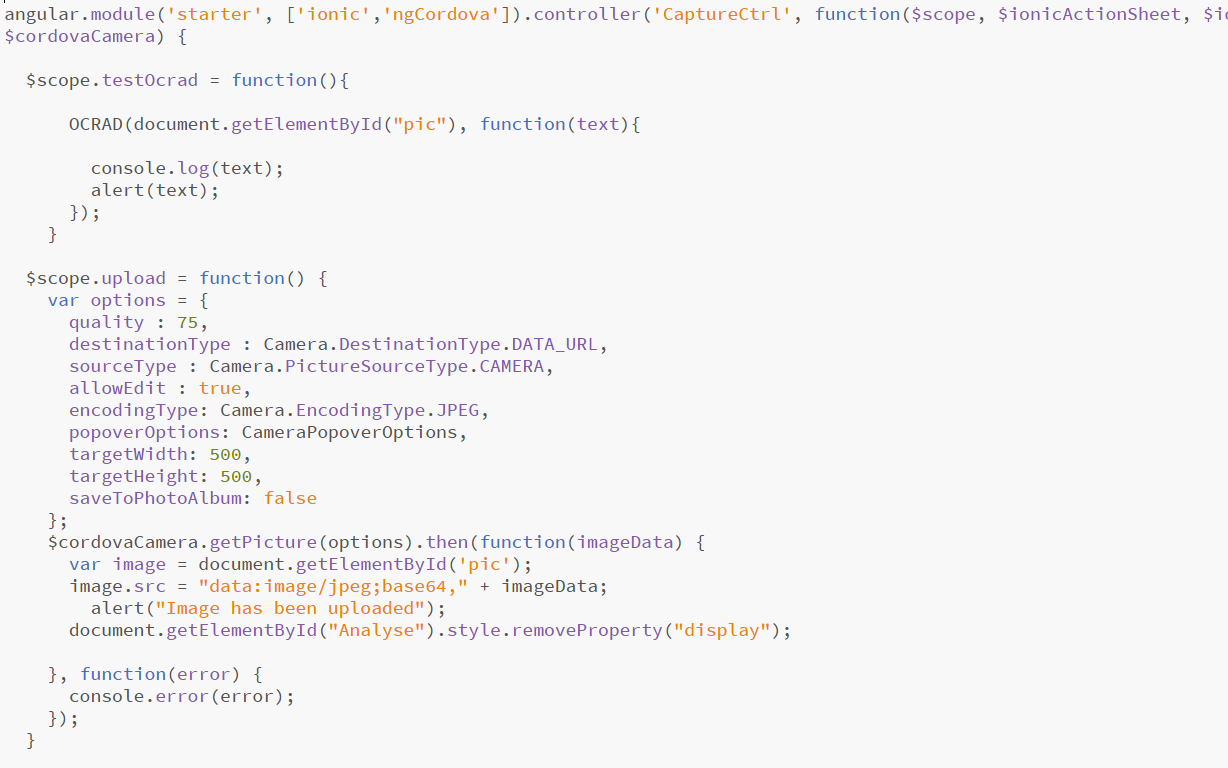 angular.module('starter', ['ionic','ngCordova']).controller('CaptureCtrl', function($scope, $ionicActionSheet,
$cordovaCamera) {
$scope.testOcrad = function(){
OCRAD(document.getElementById("pic"), function(text){
console.log(text);
alert(text);
});
}
$scope.upload = function() {
var options = {
quality : 75,
destinationType : Camera.DestinationType.DATA_URL,
sourceType : Camera.PictureSourceType.CAMERA,
allowEdit : true,
encodingType: Camera.EncodingType.JPEG,
popoverOptions: CameraPopoverOptions,
targetWidth: 500,
targetHeight: 500,
saveToPhotoAlbum: false
};
$cordovaCamera.getPicture(options).then(function(imageData) {
var image = document.getElementById('pic');
image.src = "data:image/jpeg;base64," + imageData;
alert("Image has been uploaded");
document.getElementById("Analyse").style.removeProperty("display");
}, function(error) {
console.error(error);
});
}